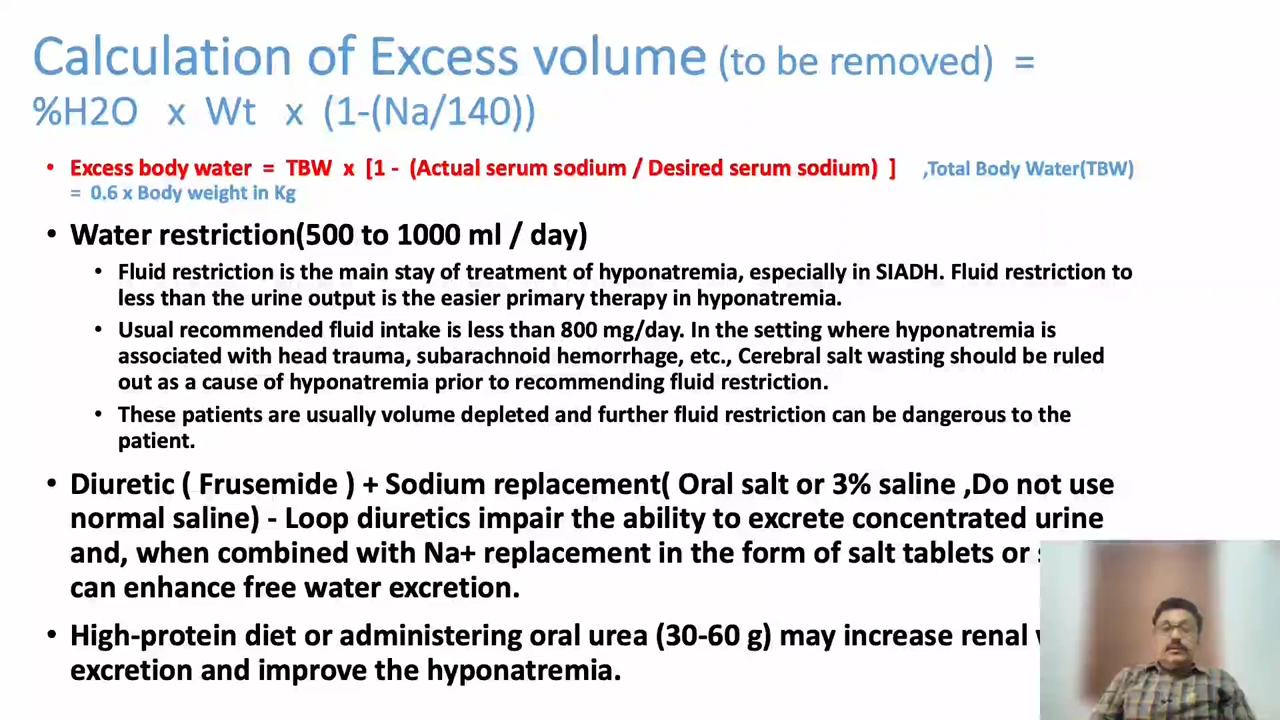 Calculation of Excess volume (to be removed) =
%H2O x Wt x (1-(Na/140))
• Excess body water = TBW x [1 - (Actual serum sodium / Desired serum sodium) ] ,Total Body Water(TBW)
= 0.6 x Body weight in Kg
• Water restriction(500 to 1000 ml / day)
• Fluid restriction is the main stay of treatment of hyponatremia, especially in SIADH. Fluid restriction to
less than the urine output is the easier primary therapy in hyponatremia.
• Usual recommended fluid intake is less than 800 mg/day. In the setting where hyponatremia is
associated with head trauma, subarachnoid hemorrhage, etc., Cerebral salt wasting should be ruled
out as a cause of hyponatremia prior to recommending fluid restriction.
• These patients are usually volume depleted and further fluid restriction can be dangerous to the
patient.
• Diuretic ( Frusemide ) + Sodium replacement( Oral salt or 3% saline ,Do not use
normal saline) - Loop diuretics impair the ability to excrete concentrated urine
and, when combined with Na+ replacement in the form of salt tablets or
can enhance free water excretion.
• High-protein diet or administering oral urea (30-60 g) may increase renal
excretion and improve the hyponatremia.